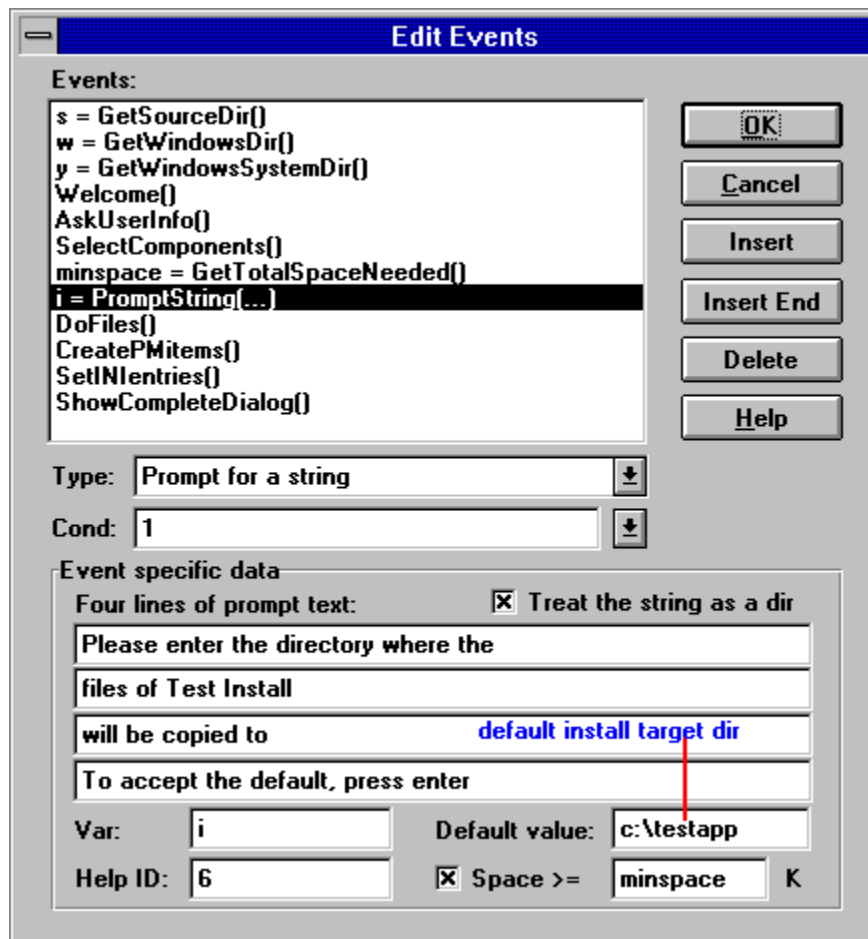 Edit Events
Events:
s = GetSourceDir()
w = GetWindowsDir()
y = GetWindowsSystemDir()
Welcome()
AskUserInfo()
SelectComponents()
minspace = GetTotalSpaceNeeded()
i = PromptString(...)
DoFiles()
CreatePMitems()
SetINIentries()
ShowCompleteDialog()
OK
Cancel
Insert
Insert End
Delete
Help
Type: Prompt for a string
Cond: 1
Event specific data
Four lines of prompt text: Treat the string as a dir
Please enter the directory where the
files of Test Install
will be copied to default install target dir
To accept the default, press enter
Var: i Default value: c:\testapp
Help ID: 6 Space >= minspace K